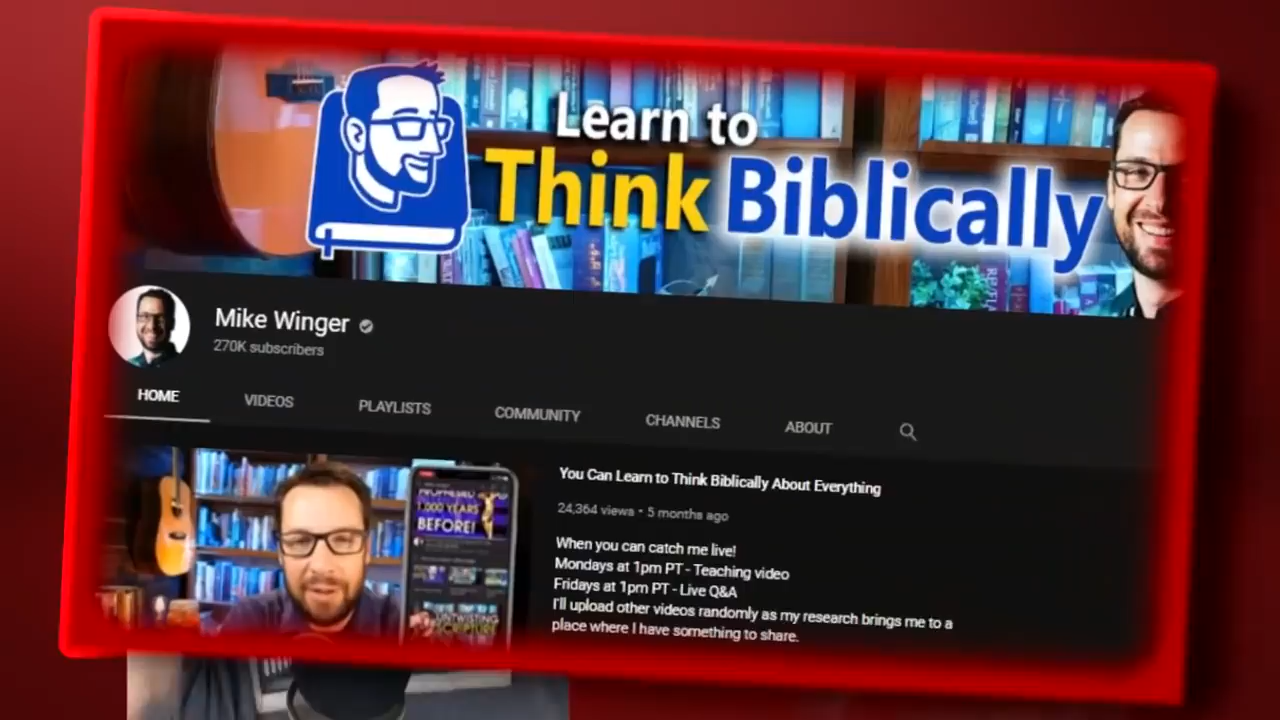 Learn to
Think Biblically
Mike Winger
270K subscribers
HOME VIDEOS PLAYLISTS COMMUNITY CHANNELS ABOUT
1,000 YEARS
BEFORE!
UNTWISTING
SCRIPTURE
You Can Learn to Think Biblically About Everything
24,364 views • 5 months ago
When you can catch me live!
Mondays at 1pm PT - Teaching video
Fridays at 1pm PT - Live Q&A
I'll upload other videos randomly as my research brings me to a
place where I have something to share.